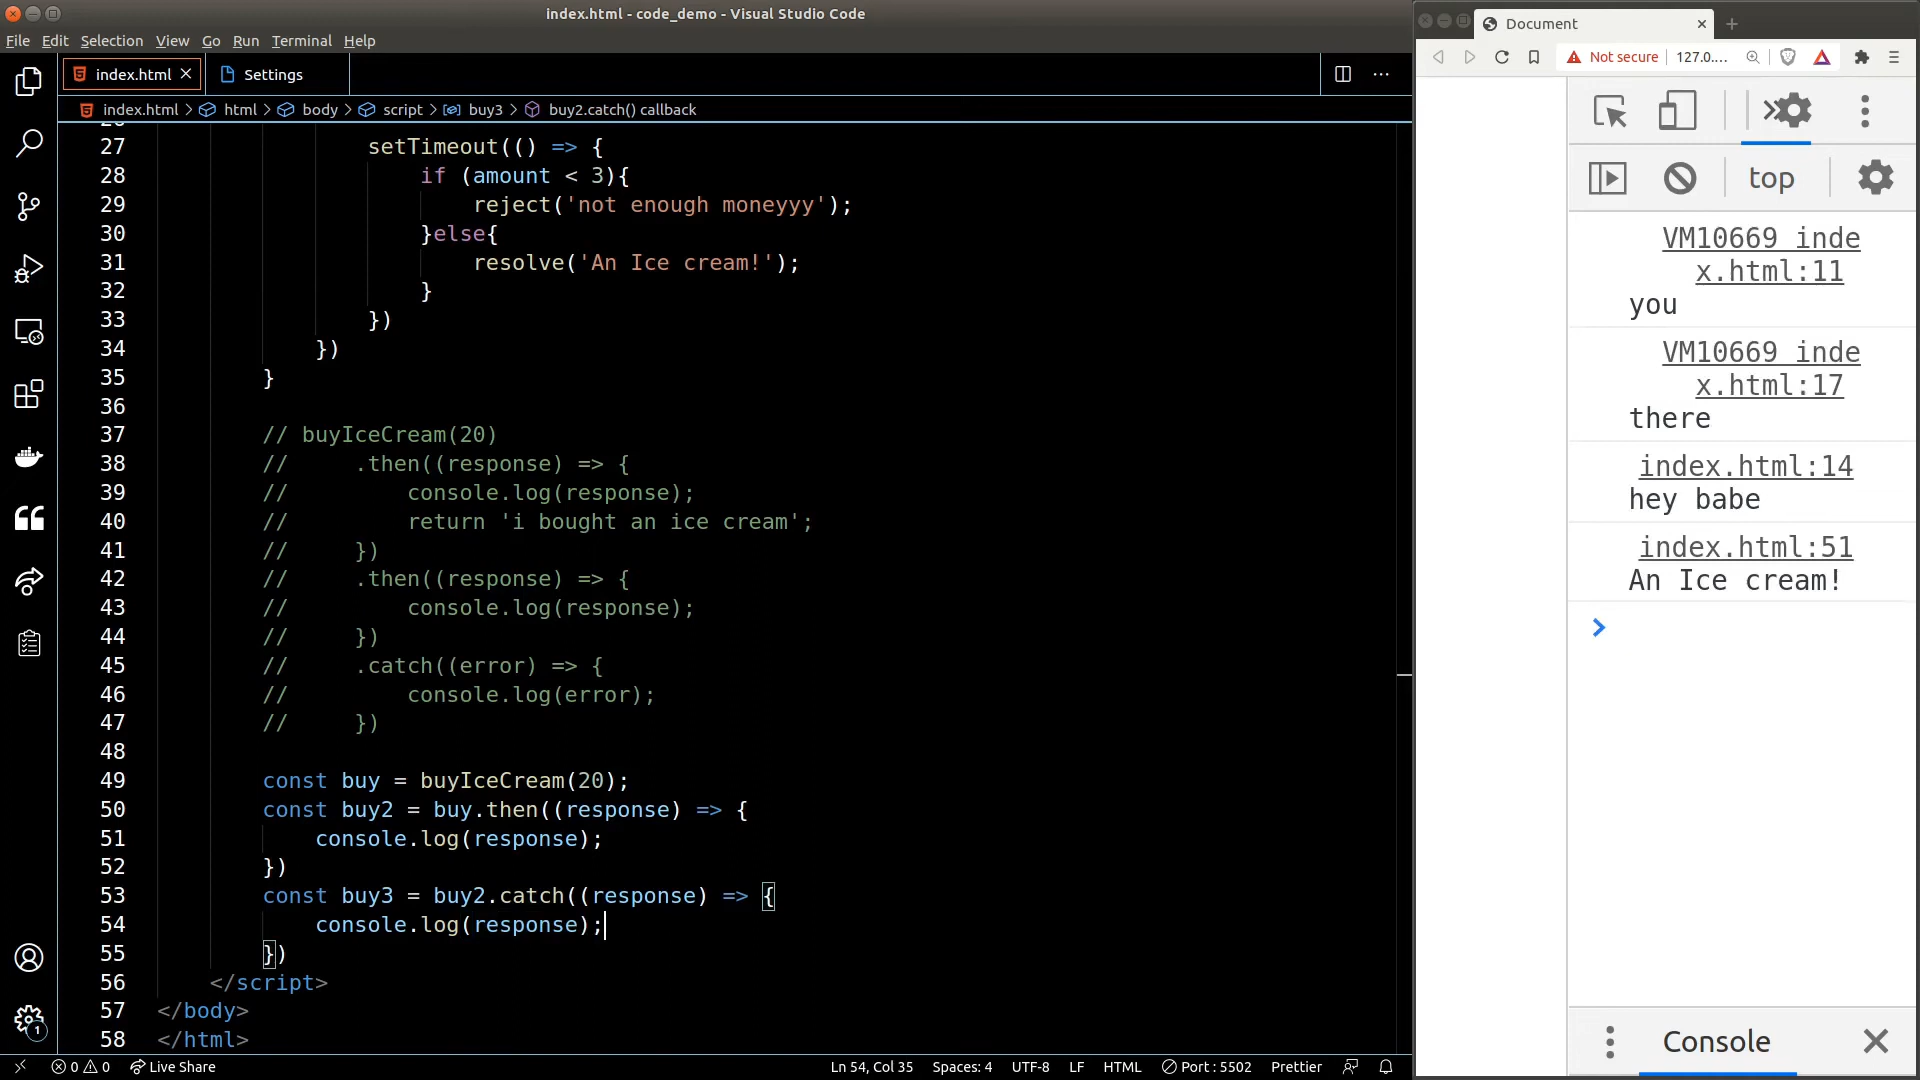 index.html - code_demo - Visual Studio Code
File Edit Selection View Go Run Terminal Help
index.html Settings
index.html > html > body > script > buy3 > buy2.catch() callback
27 setTimeout(() => {
28 if (amount < 3){
29 reject('not enough moneyyy');
30 }else{
31 resolve('An Ice cream!');
32 }
33 })
34 })
35 }
36
37 // buyIceCream(20)
38 // .then((response) => {
39 // console.log(response);
40 // return 'i bought an ice cream';
41 // })
42 // .then((response) => {
43 // console.log(response);
44 // })
45 // .catch((error) => {
46 // console.log(error);
47 // })
48
49 const buy = buyIceCream(20);
50 const buy2 = buy.then((response) => {
51 console.log(response);
52 })
53 const buy3 = buy2.catch((response) => {
54 console.log(response);
55 })
56 </script>
57 </body>
58 </html>
1
0 0 Live Share Ln 54, Col 35 Spaces: 4 UTF-8 LF HTML Port : 5502 Prettier
Document
Not secure 127.0....
top
VM10669 inde
x.html:11
you
VM10669 inde
x.html:17
there
index.html:14
hey babe
index.html:51
An Ice cream!
Console